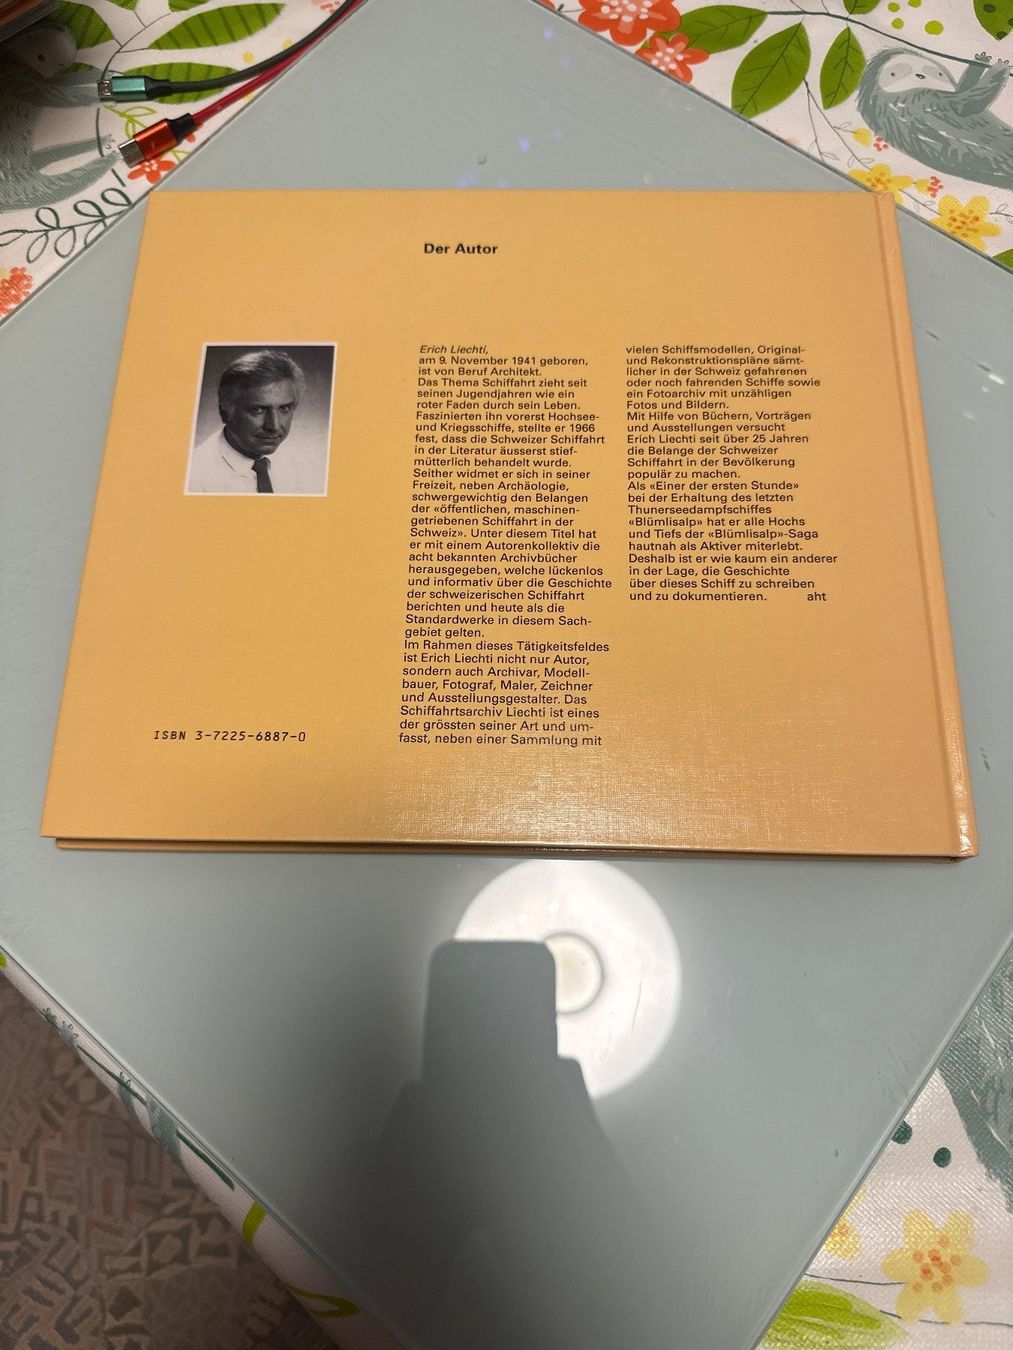 Der Autor
Erich Liechti,
am 9. November 1941 geboren,
ist von Beruf Architekt.
Das Thema Schiffahrt zieht seit
seinen Jugendjahren wie ein
roter Faden durch sein Leben.
Faszinierten ihn vorerst Hochsee-
und Kriegsschiffe, stellte er 1966
fest, dass die Schweizer Schiffahrt
in der Literatur äusserst stief-
mütterlich behandelt wurde.
Seither widmet er sich in seiner
Freizeit, neben Archäologie,
schwergewichtig den Belangen
der «öffentlichen, maschinen-
getriebenen Schiffahrt in der
Schweiz». Unter diesem Titel hat
er mit einem Autorenkollektiv die
acht bekannten Archivbücher
herausgegeben, welche lückenlos
und informativ über die Geschichte
der schweizerischen Schiffahrt
berichten und heute als die
Standardwerke in diesem Sach-
gebiet gelten.
Im Rahmen dieses Tätigkeitsfeldes
ist Erich Liechti nicht nur Autor,
sondern auch Archivar, Modell-
bauer, Fotograf, Maler, Zeichner
und Ausstellungsgestalter. Das
Schiffahrtsarchiv Liechti ist eines
der grössten seiner Art und um-
fasst, neben einer Sammlung mit
vielen Schiffsmodellen, Original-
und Rekonstruktionspläne sämt-
licher in der Schweiz gefahrenen
oder noch fahrenden Schiffe sowie
ein Fotoarchiv mit unzähligen
Fotos und Bildern.
Mit Hilfe von Büchern, Vorträgen
und Ausstellungen versucht
Erich Liechti seit über 25 Jahren
die Belange der Schweizer
Schiffahrt in der Bevölkerung
populär zu machen.
Als «Einer der ersten Stunde»
bei der Erhaltung des letzten
Thunerseedampfschiffes
«Blümlisalp» hat er alle Hochs
und Tiefs der «Blümlisalp»-Saga
hautnah als Aktiver miterlebt.
Deshalb ist er wie kaum ein anderer
in der Lage, die Geschichte
über dieses Schiff zu schreiben
und zu dokumentieren. aht
ISBN 3-7225-6887-0